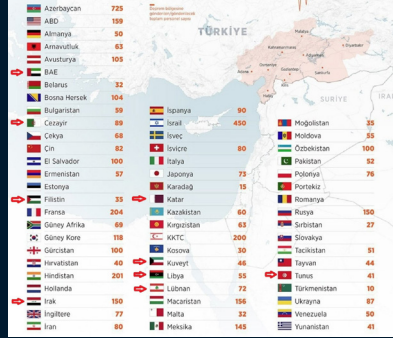 Azerbaycan 725
ABD 159
Almanya 50
Arnavutluk 63
Avusturya 105
BAE
Belarus 32
Bosna Hersek 104
Bulgaristan 59
Cezayir 89
Çekya 68
Çin 82
El Salvador 100
Ermenistan 57
Estonya
Filistin 35
Fransa 204
Güney Afrika 69
Güney Kore 118
Gürcistan 100
Hırvatistan 40
Hindistan 201
Hollanda
Irak 150
İngiltere 77
İran 80
İspanya 90
İsrail 450
İsveç
İsviçre 80
İtalya
Japonya 73
Karadağ 15
Katar
Kazakistan 60
Kırgızistan 63
KKTC 200
Kosova 30
Kuveyt 46
Libya 55
Lübnan 72
Macaristan 156
Malta 32
Meksika 145
Moğolistan 35
Moldova 55
Özbekistan 100
Pakistan 52
Polonya 76
Portekiz
Romanya
Rusya 150
Sırbistan 27
Slovakya
Tacikistan 51
Tayvan 44
Tunus 41
Türkmenistan 10
Ukrayna 87
Venezuela 50
Yunanistan 41
TÜRKİYE
SURİYE
IRA